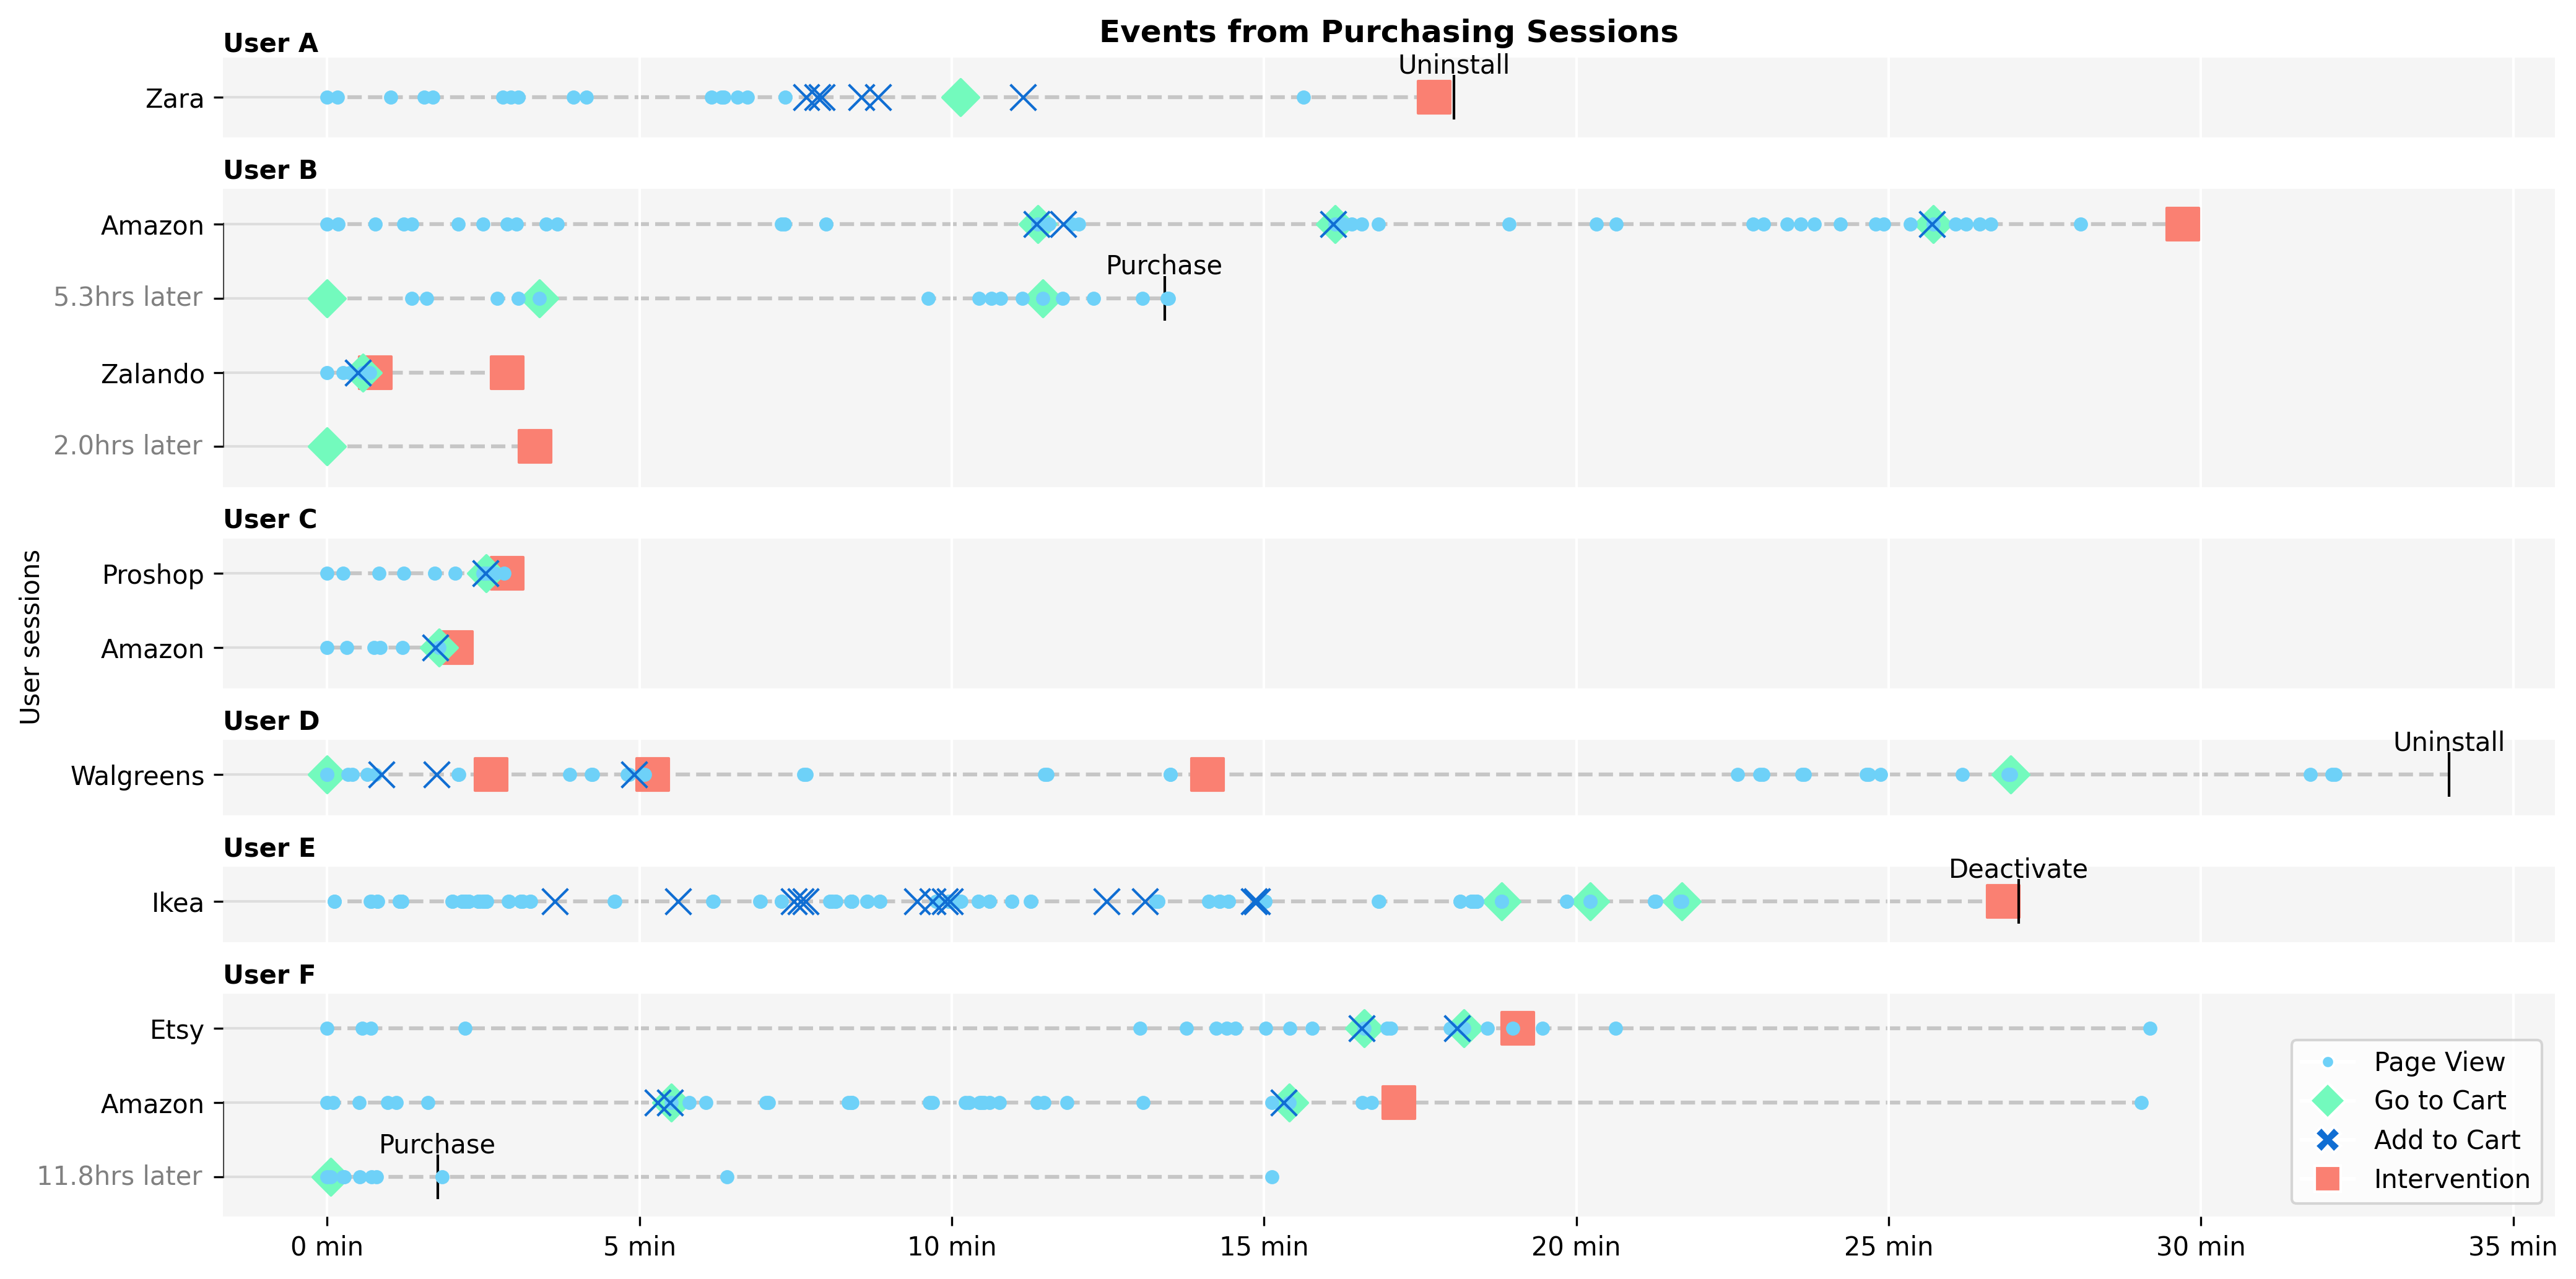 Events from Purchasing Sessions
User A
Uninstall
Zara
User B
Amazon
Purchase
5.3hrs later
Zalando
2.0hrs later
User C
Proshop
Amazon
User sessions
User D
Uninstall
Walgreens
User E
Deactivate
Ikea
User F
Etsy
Amazon
Purchase
11.8hrs later
Page View
Go to Cart
Add to Cart
Intervention
0 min 5 min 10 min 15 min 20 min 25 min 30 min 35 min